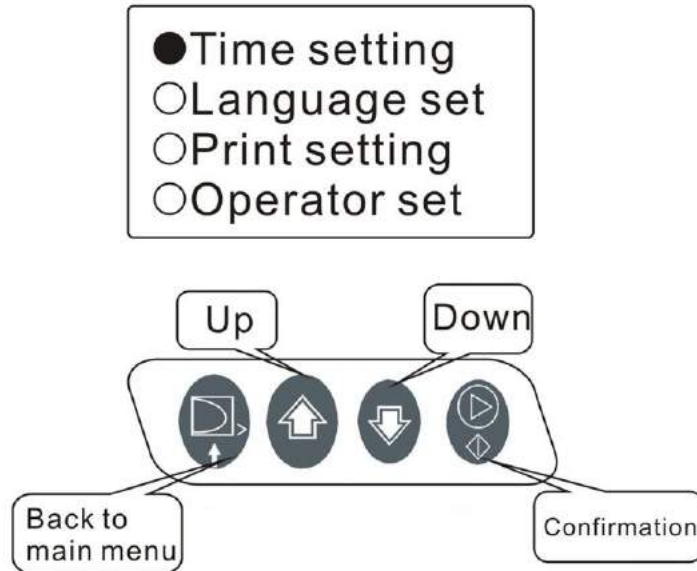 Time setting
Language set
Print setting
Operator set
Up
Down
Back to
main menu
Confirmation